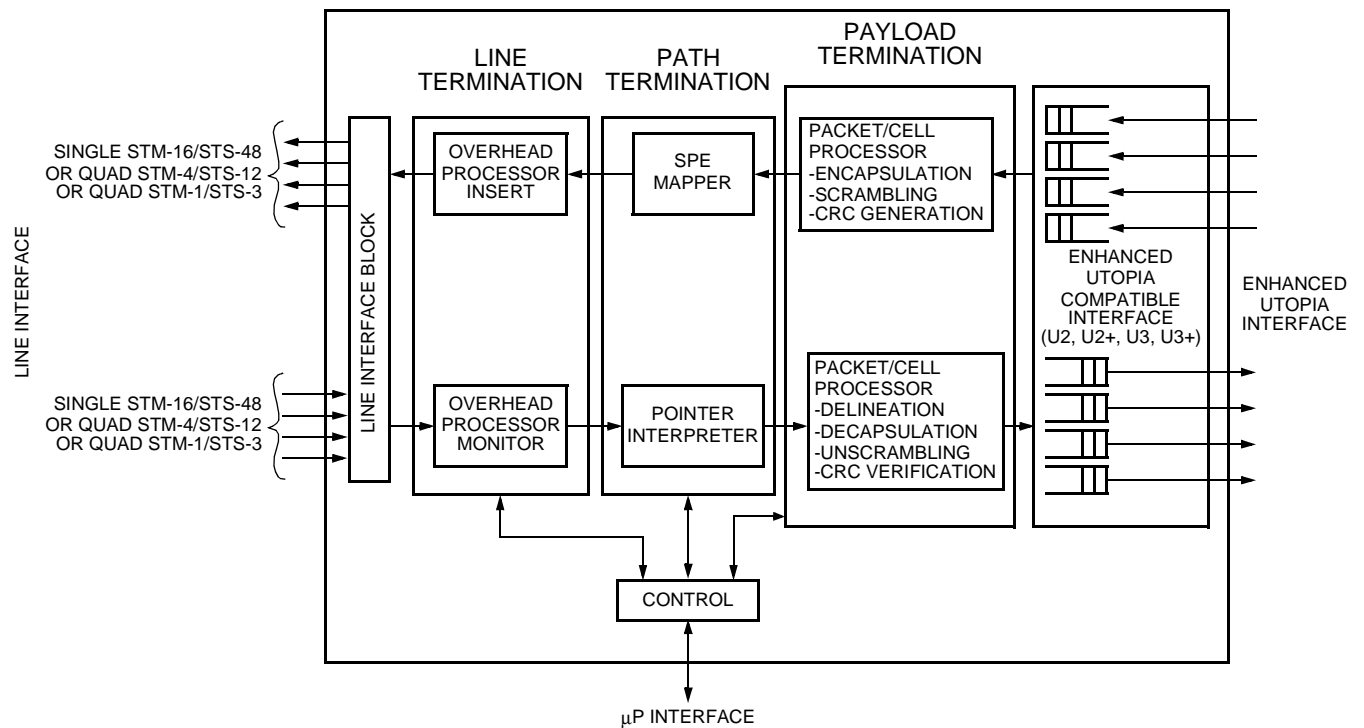 PAYLOAD
TERMINATION
LINE
TERMINATION
PATH
TERMINATION
LINE INTERFACE
SINGLE STM-16/STS-48
OR QUAD STM-4/STS-12
OR QUAD STM-1/STS-3
LINE INTERFACE BLOCK
OVERHEAD
PROCESSOR
INSERT
SPE
MAPPER
PACKET/CELL
PROCESSOR
-ENCAPSULATION
-SCRAMBLING
-CRC GENERATION
ENHANCED
UTOPIA
COMPATIBLE
INTERFACE
(U2, U2+, U3, U3+)
ENHANCED
UTOPIA
INTERFACE
SINGLE STM-16/STS-48
OR QUAD STM-4/STS-12
OR QUAD STM-1/STS-3
OVERHEAD
PROCESSOR
MONITOR
POINTER
INTERPRETER
PACKET/CELL
PROCESSOR
-DELINEATION
-DECAPSULATION
-UNSCRAMBLING
-CRC VERIFICATION
CONTROL
µP INTERFACE